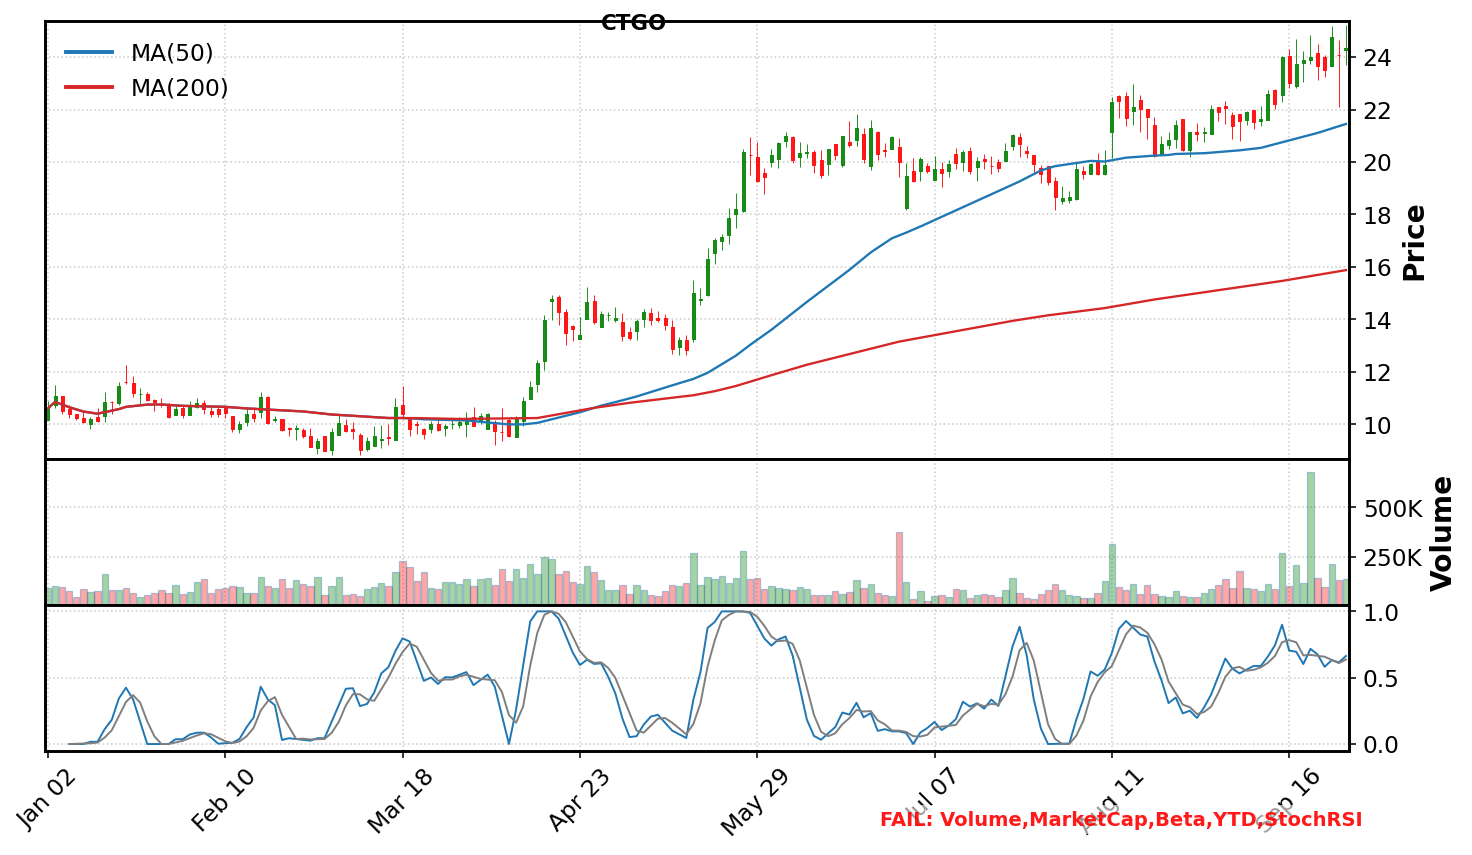 CTGO
MA(50)
MA(200)
24
22
20
18
16
14
12
10
Price
500K
250K
Volume
1.0
0.5
0.0
Jan 02
Feb 10
Mar 18
Apr 23
May 29
Jul 07
Aug 11
Sep 16
FAIL: Volume,MarketCap,Beta,YTD,StochRSI